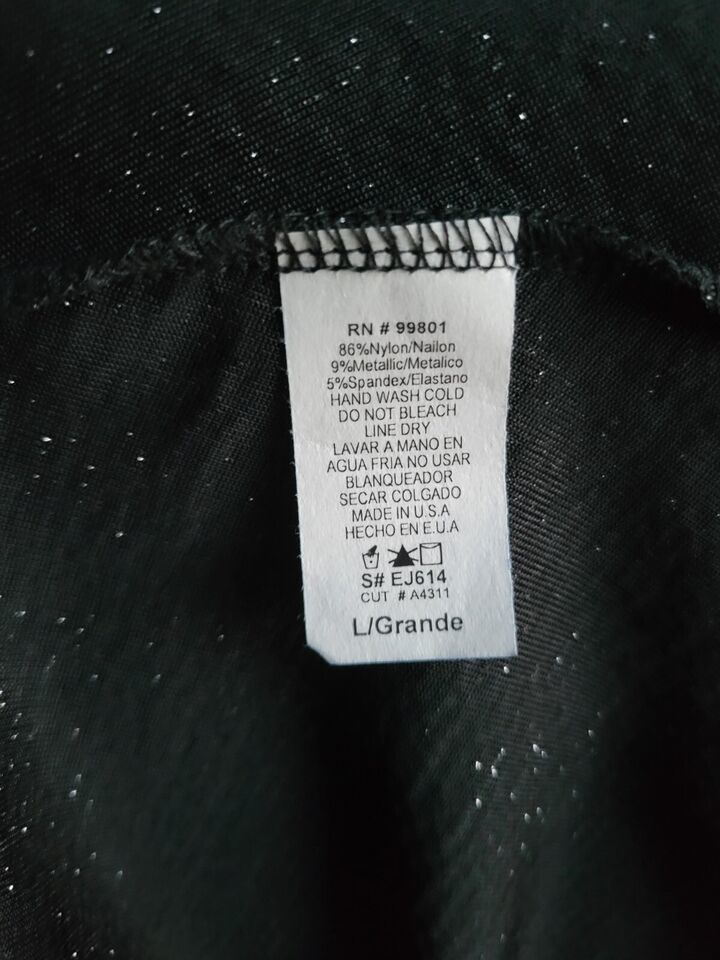 RN # 99801
86%Nylon/Nailon
9%Metallic/Metalico
5%Spandex/Elastano
HAND WASH COLD
DO NOT BLEACH
LINE DRY
LAVAR A MANO EN
AGUA FRIA NO USAR
BLANQUEADOR
SECAR COLGADO
MADE IN U.S.A
HECHO EN E.U.A
S# EJ614
CUT # A4311
L/Grande